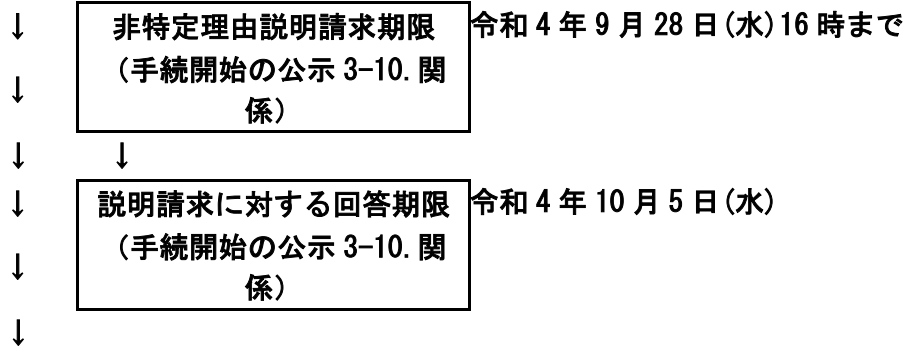 ↓ 非特定理由説明請求期限 令和4年9月28日(水)16時まで
(手続開始の公示3-10.関
↓
係)
↓ ↓
↓ 説明請求に対する回答期限 令和4年10月5日(水)
(手続開始の公示3-10.関
↓
係)
↓